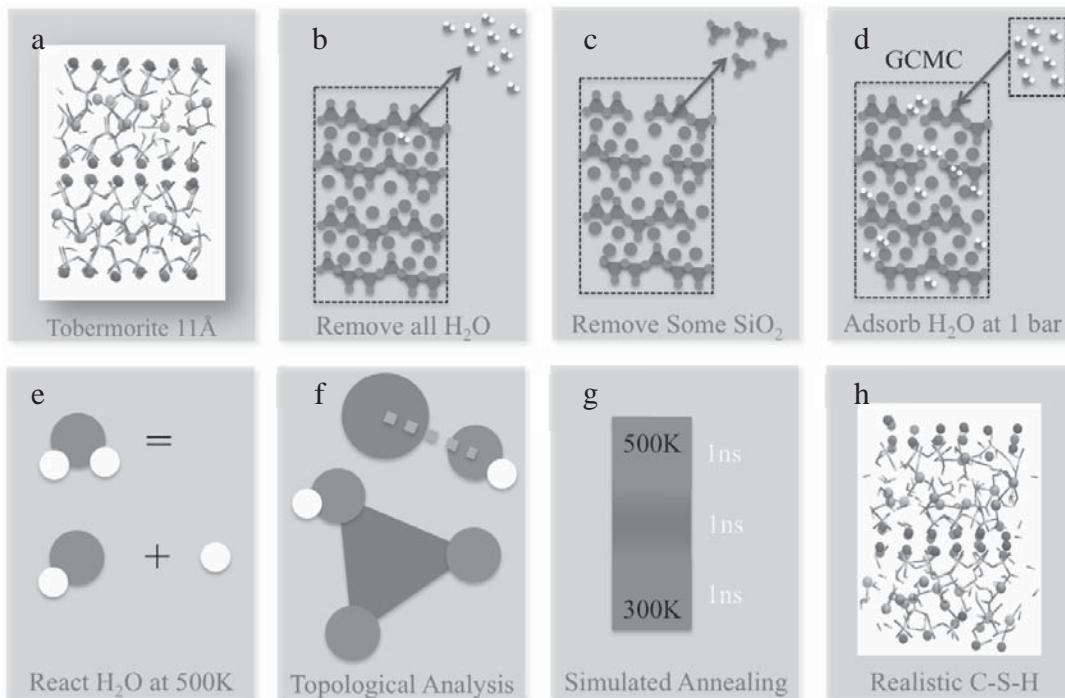 a
Tobermorite 11Å
b
Remove all H₂O
c
Remove Some SiO₂
d
GCMC
Adsorb H₂O at 1 bar
e
=
+
React H₂O at 500K
f
Topological Analysis
g
500K
1ns
1ns
300K
1ns
Simulated Annealing
h
Realistic C-S-H